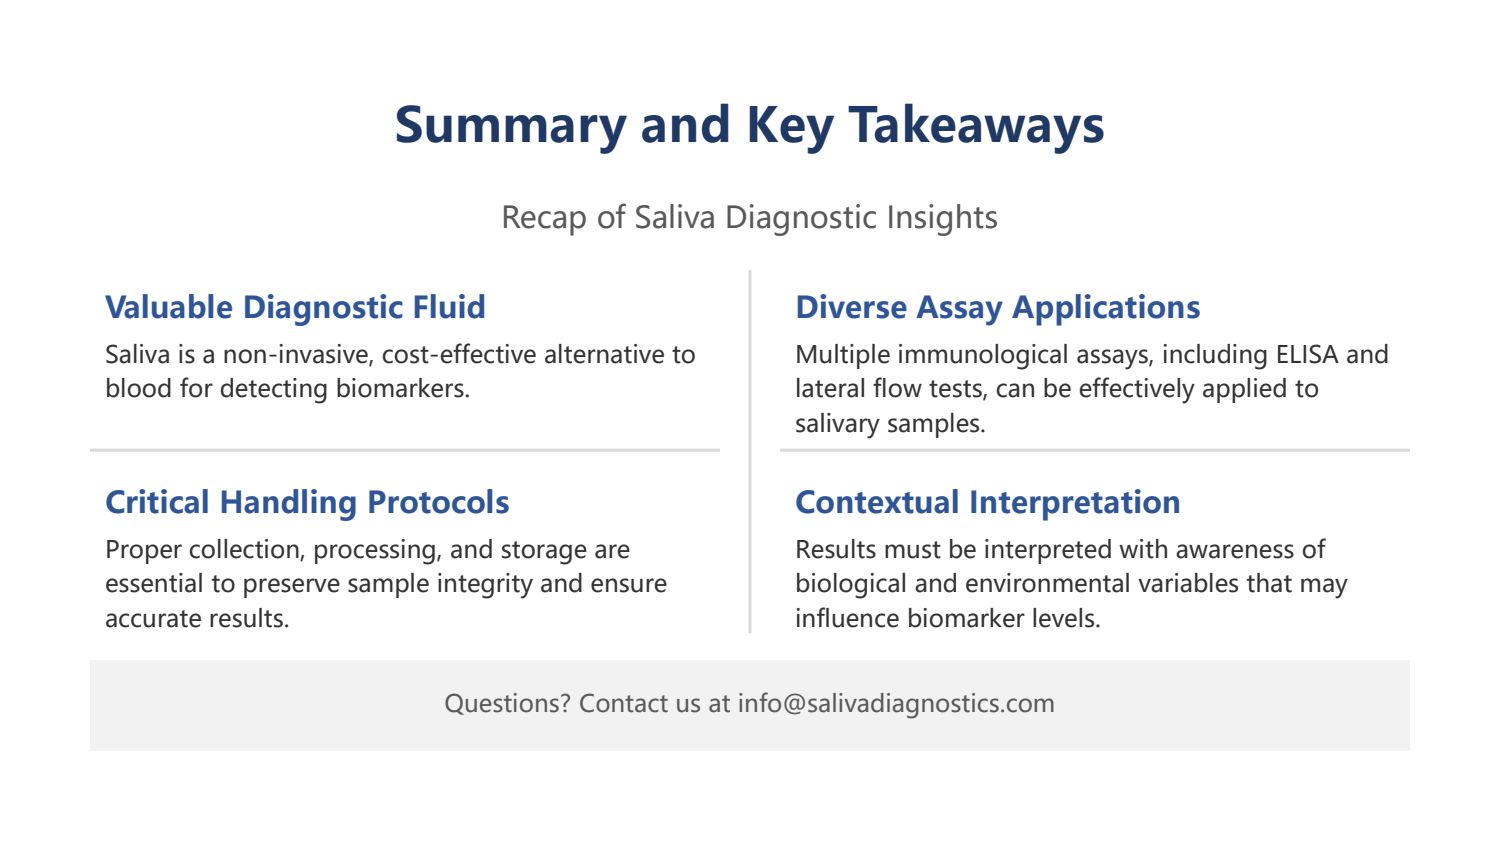 Summary and Key Takeaways
Recap of Saliva Diagnostic Insights
Valuable Diagnostic Fluid
Saliva is a non-invasive, cost-effective alternative to
blood for detecting biomarkers.
Diverse Assay Applications
Multiple immunological assays, including ELISA and
lateral flow tests, can be effectively applied to
salivary samples.
Critical Handling Protocols
Proper collection, processing, and storage are
essential to preserve sample integrity and ensure
accurate results.
Contextual Interpretation
Results must be interpreted with awareness of
biological and environmental variables that may
influence biomarker levels.
Questions? Contact us at info@salivadiagnostics.com